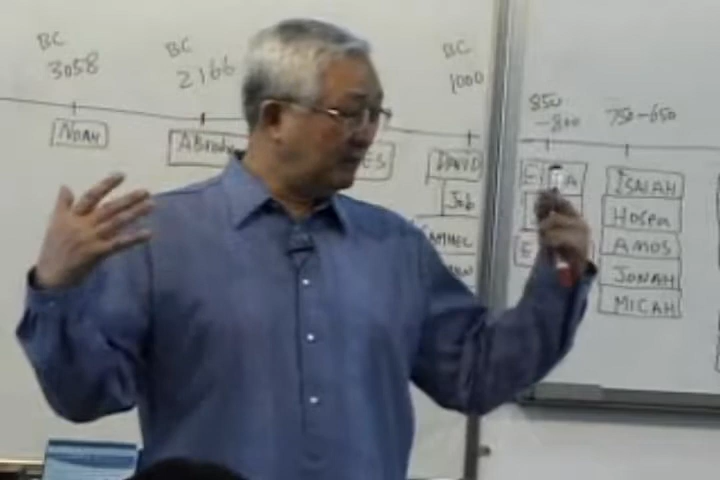 BC
3058
BC
2166
BC
1000
850
-800
750-650
NOAH
DAVID
Job
ISAIAH
HOSEA
AMOS
JONAH
MICAH